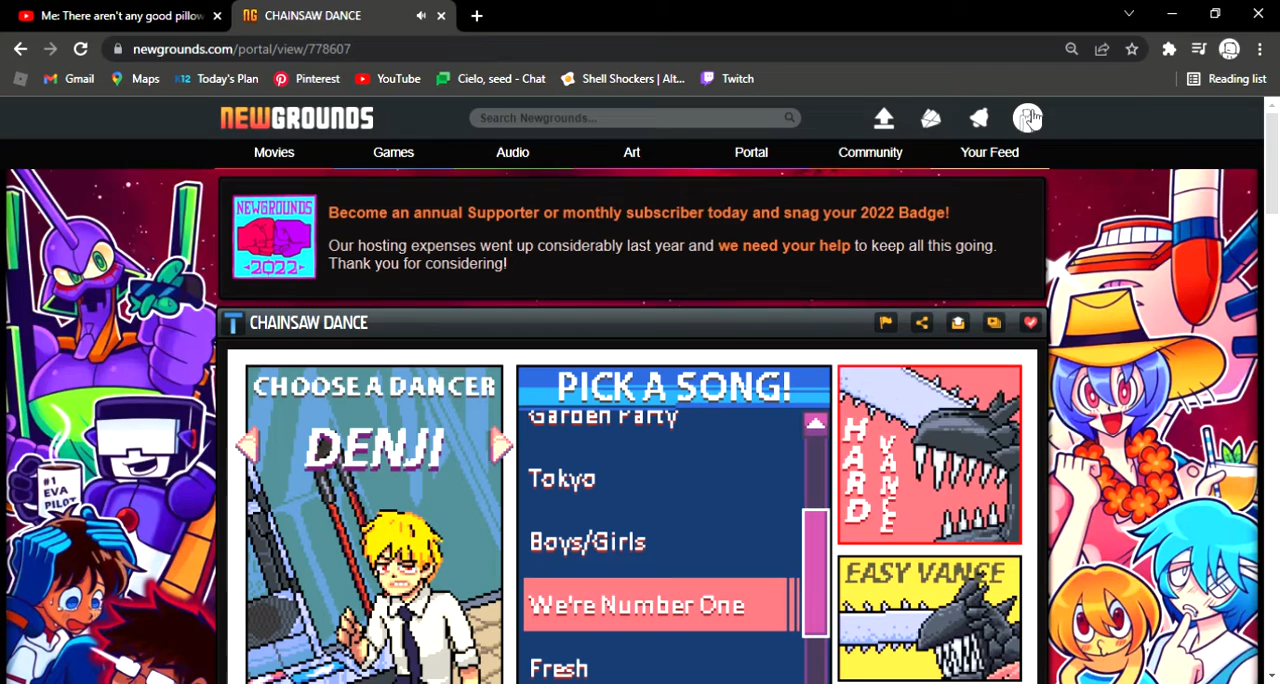 Me: There aren't any good pillow
CHAINSAW DANCE
newgrounds.com/portal/view/778607
Gmail
Maps
K12 Today's Plan
Pinterest
YouTube
Cielo, seed - Chat
Shell Shockers | Alt...
Twitch
Reading list
NEWGROUNDS
Search Newgrounds...
Movies
Games
Audio
Art
Portal
Community
Your Feed
NEWGROUNDS
2022
Become an annual Supporter or monthly subscriber today and snag your 2022 Badge!
Our hosting expenses went up considerably last year and we need your help to keep all this going.
Thank you for considering!
T CHAINSAW DANCE
CHOOSE A DANCER
DENJI
PICK A SONG!
Garden Party
Tokyo
Boys/Girls
We're Number One
Fresh
HARD
VANCE
EASY VANCE
#1
EVA
PILOT